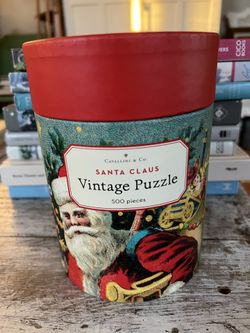 CAVALLINI & Co.
SANTA CLAUS
Vintage Puzzle
500 pieces